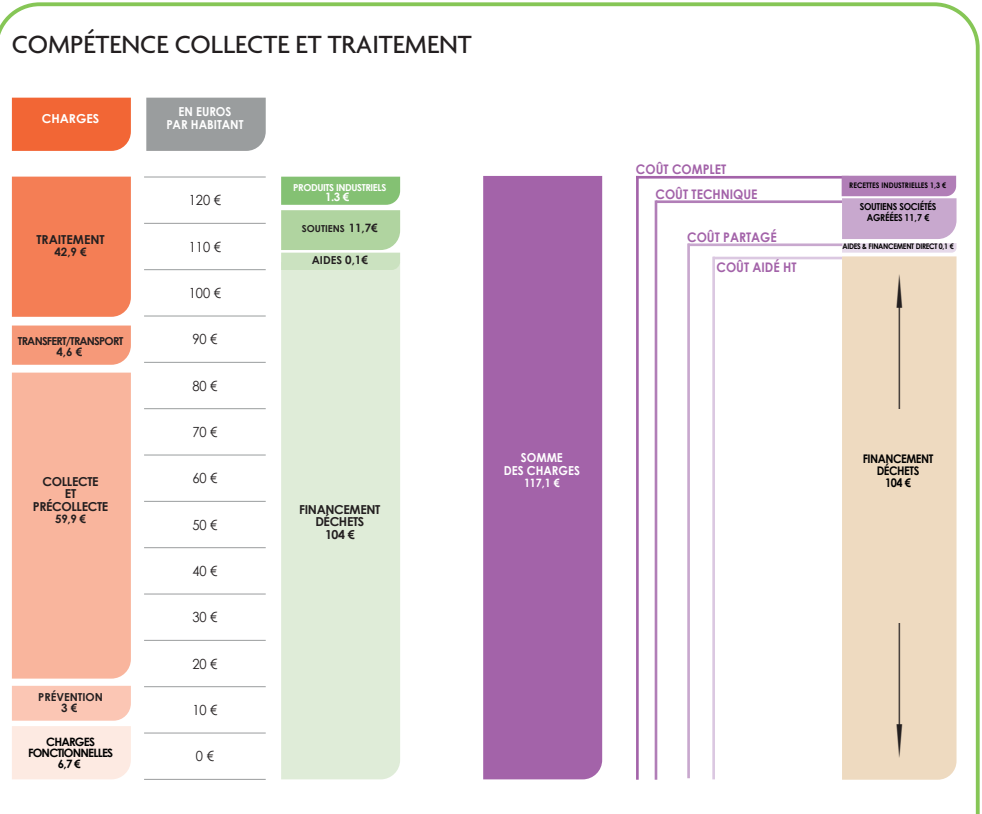 COMPÉTENCE COLLECTE ET TRAITEMENT
CHARGES
EN EUROS
PAR HABITANT
TRAITEMENT
42,9 €
TRANSFERT/TRANSPORT
4,6 €
COLLECTE
ET
PRÉCOLLECTE
59,9 €
PRÉVENTION
3 €
CHARGES
FONCTIONNELLES
6,7 €
120 €
110 €
100 €
90 €
80 €
70 €
60 €
50 €
40 €
30 €
20 €
10 €
0 €
PRODUITS INDUSTRIELS
1.3 €
SOUTIENS 11,7€
AIDES 0,1€
FINANCEMENT
DÉCHETS
104 €
SOMME
DES CHARGES
117,1 €
COÛT COMPLET
COÛT TECHNIQUE
COÛT PARTAGÉ
COÛT AIDÉ HT
RECETTES INDUSTRIELLES 1,3 €
SOUTIENS SOCIÉTÉS
AGRÉÉES 11,7 €
AIDES & FINANCEMENT DIRECT 0,1 €
FINANCEMENT
DÉCHETS
104 €